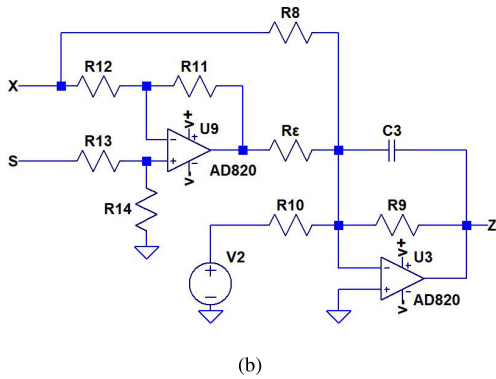 R8
X
R12
R11
V+
U9
S
R13
Rε
C3
V-
AD820
R14
R10
R9
Z
V2
V+
U3
V-
AD820
(b)